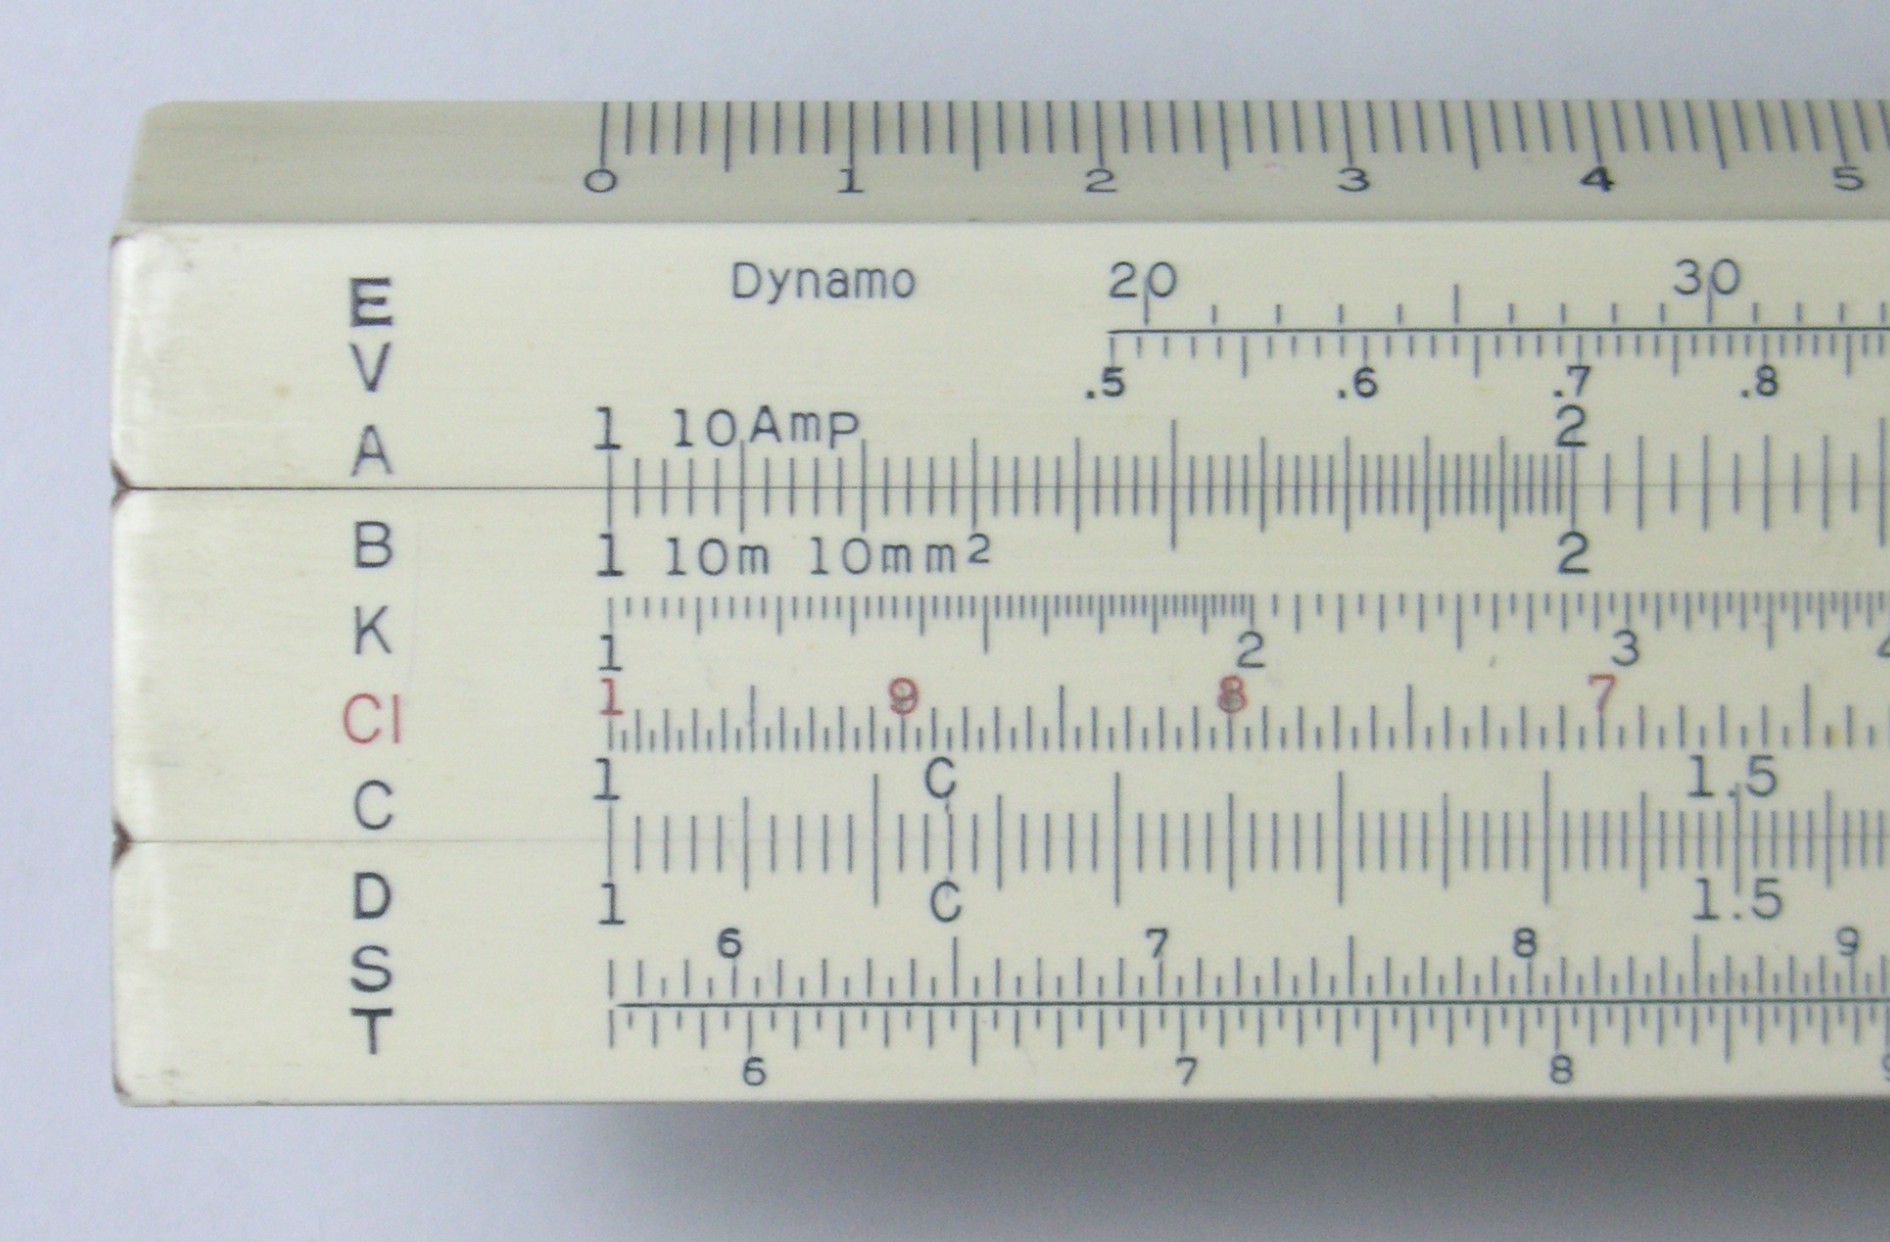 0 1 2 3 4 5
E Dynamo 20 30
V .5 .6 .7 .8
A 1 10Amp 2
B 1 10m 10mm² 2
K 1 2 3
CI 1 9 8 7
C 1 C 1.5
D 1 C 1.5
S 6 7 8 9
T 6 7 8